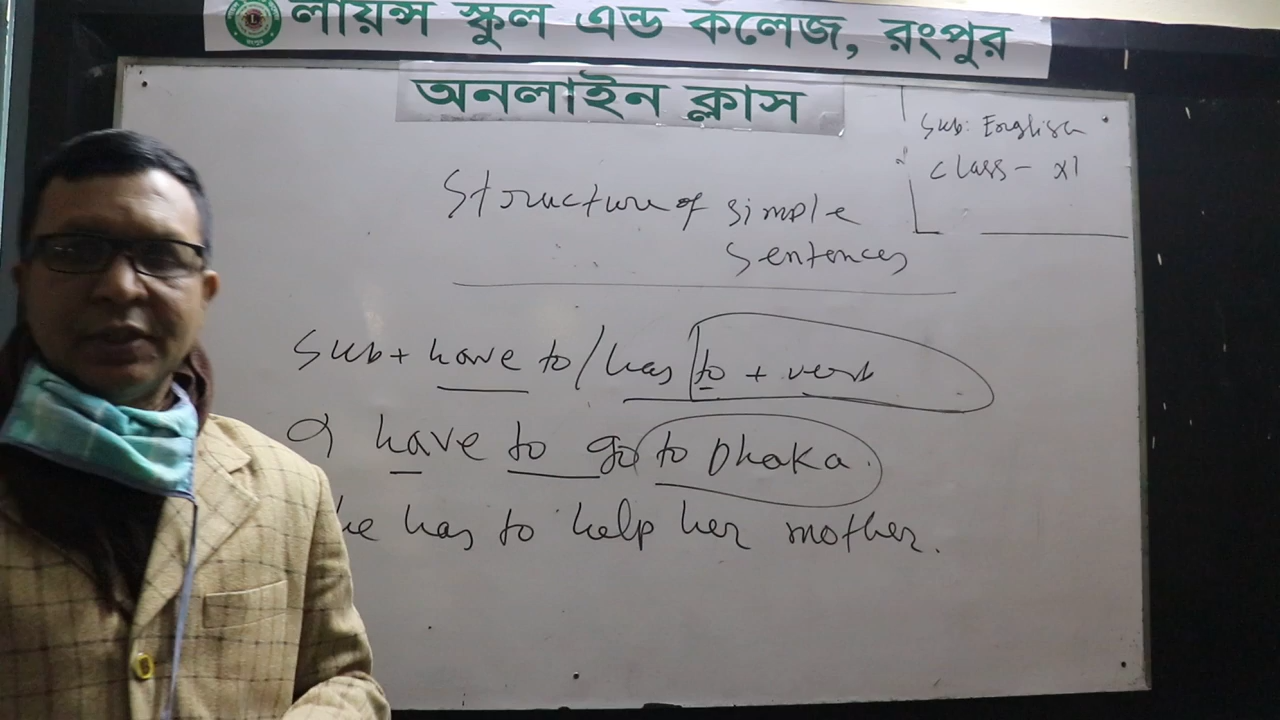 লায়ন্স স্কুল এন্ড কলেজ, রংপুর
অনলাইন ক্লাস
Sub: English
class - XI
Structure of simple
sentences
Sub + have to / has to + verb
I have to go to Dhaka.
he has to help her mother.